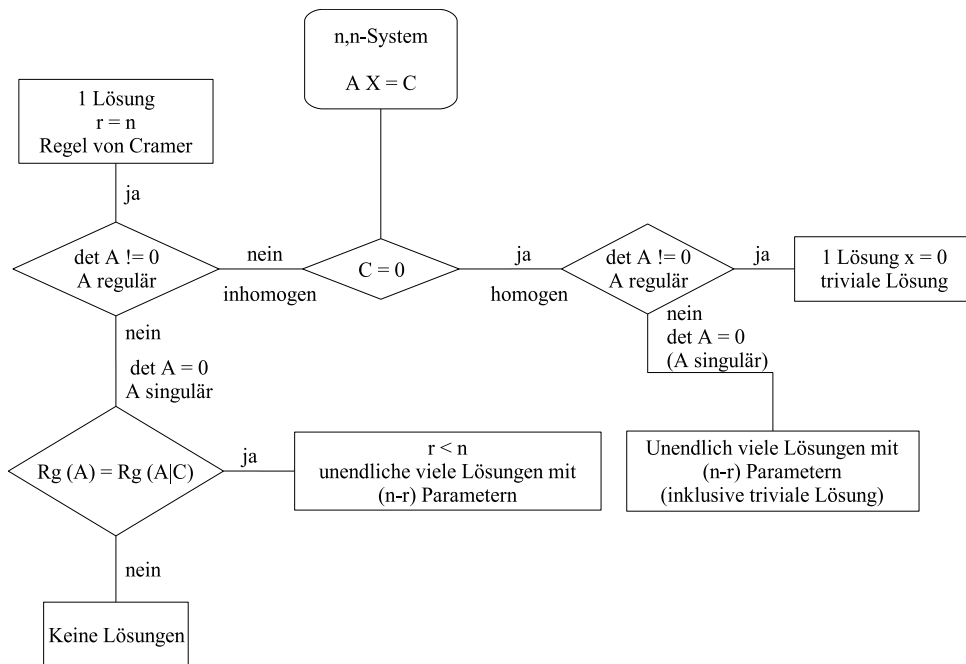 n,n-System
A X = C
1 Lösung
r = n
Regel von Cramer
ja
det A != 0
A regulär
nein
inhomogen
C = 0
ja
homogen
det A != 0
A regulär
ja
1 Lösung x = 0
triviale Lösung
nein
det A = 0
(A singulär)
nein
det A = 0
A singulär
Rg (A) = Rg (A|C)
ja
r < n
unendliche viele Lösungen mit
(n-r) Parametern
Unendlich viele Lösungen mit
(n-r) Parametern
(inklusive triviale Lösung)
nein
Keine Lösungen